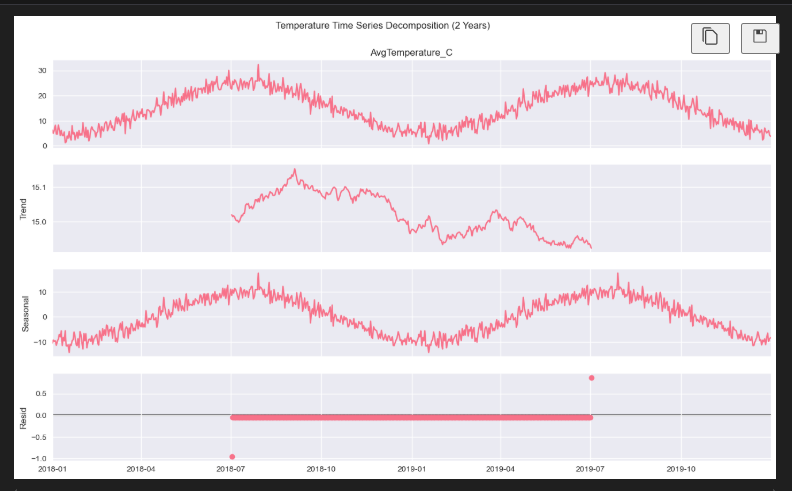 Temperature Time Series Decomposition (2 Years)
AvgTemperature_C
30
20
10
0
Trend
15.1
15.0
Seasonal
10
0
−10
Resid
0.5
0.0
−0.5
−1.0
2018-01 2018-04 2018-07 2018-10 2019-01 2019-04 2019-07 2019-10